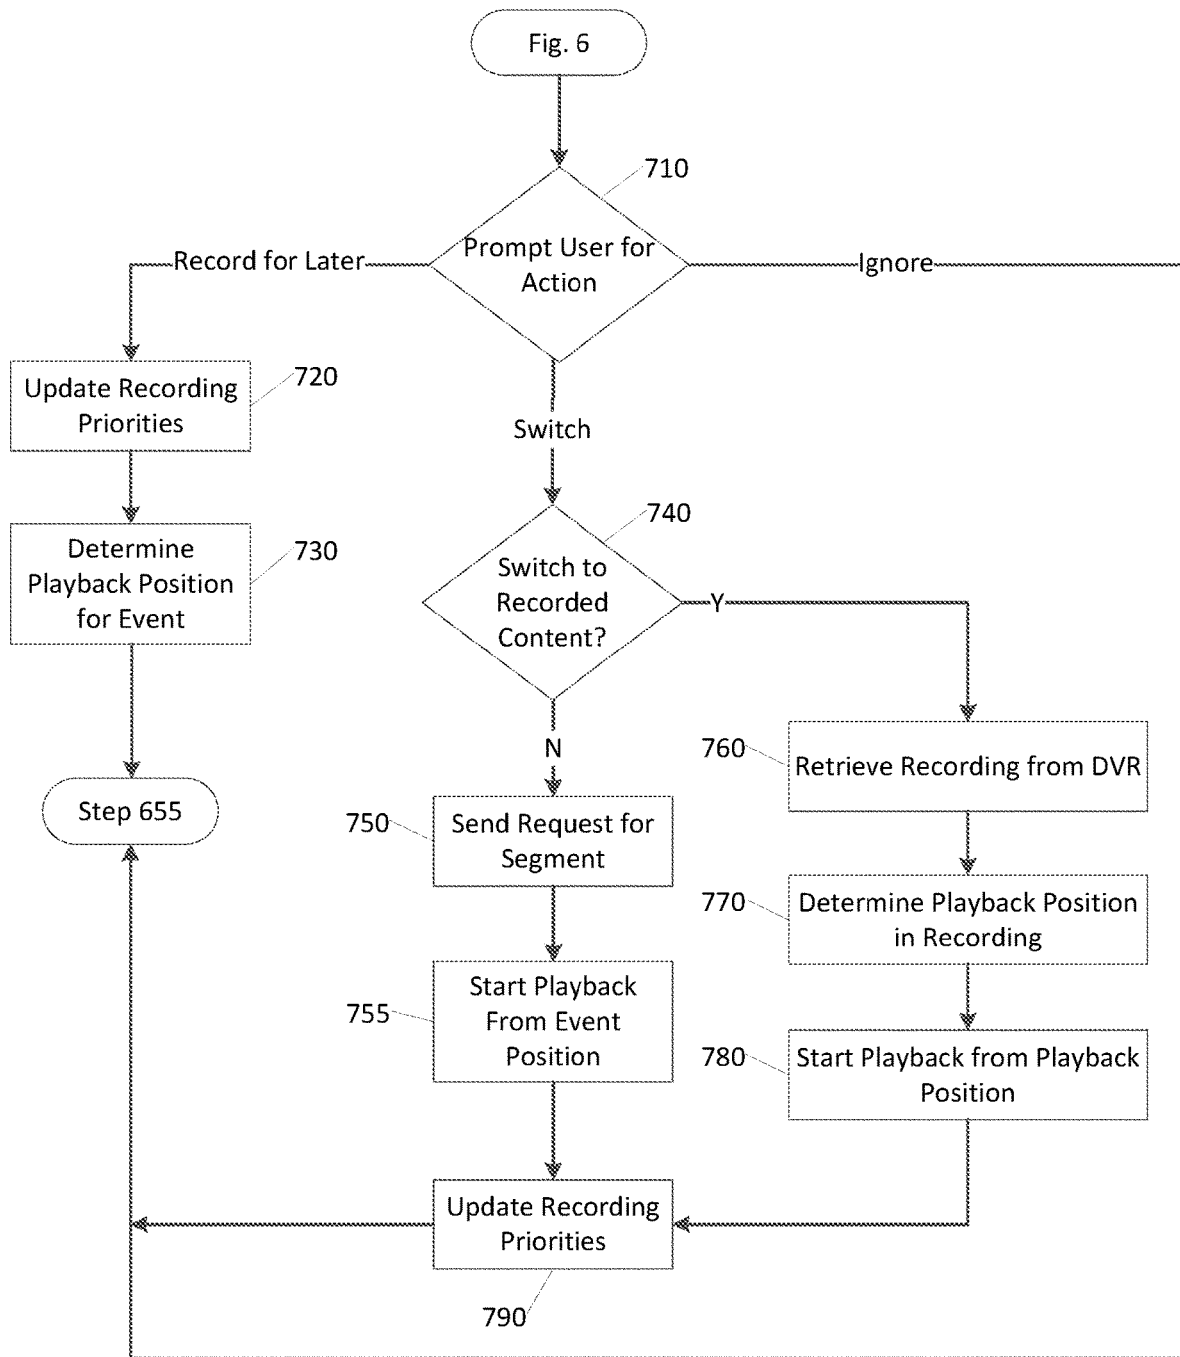 Fig. 6
710
Prompt User for
Action
Record for Later
Ignore
Update Recording
Priorities
720
Switch
Determine
Playback Position
for Event
730
740
Switch to
Recorded
Content?
Y
N
Step 655
750
Send Request for
Segment
760
Retrieve Recording from DVR
770
Determine Playback Position
in Recording
755
Start Playback
From Event
Position
780
Start Playback from Playback
Position
Update Recording
Priorities
790